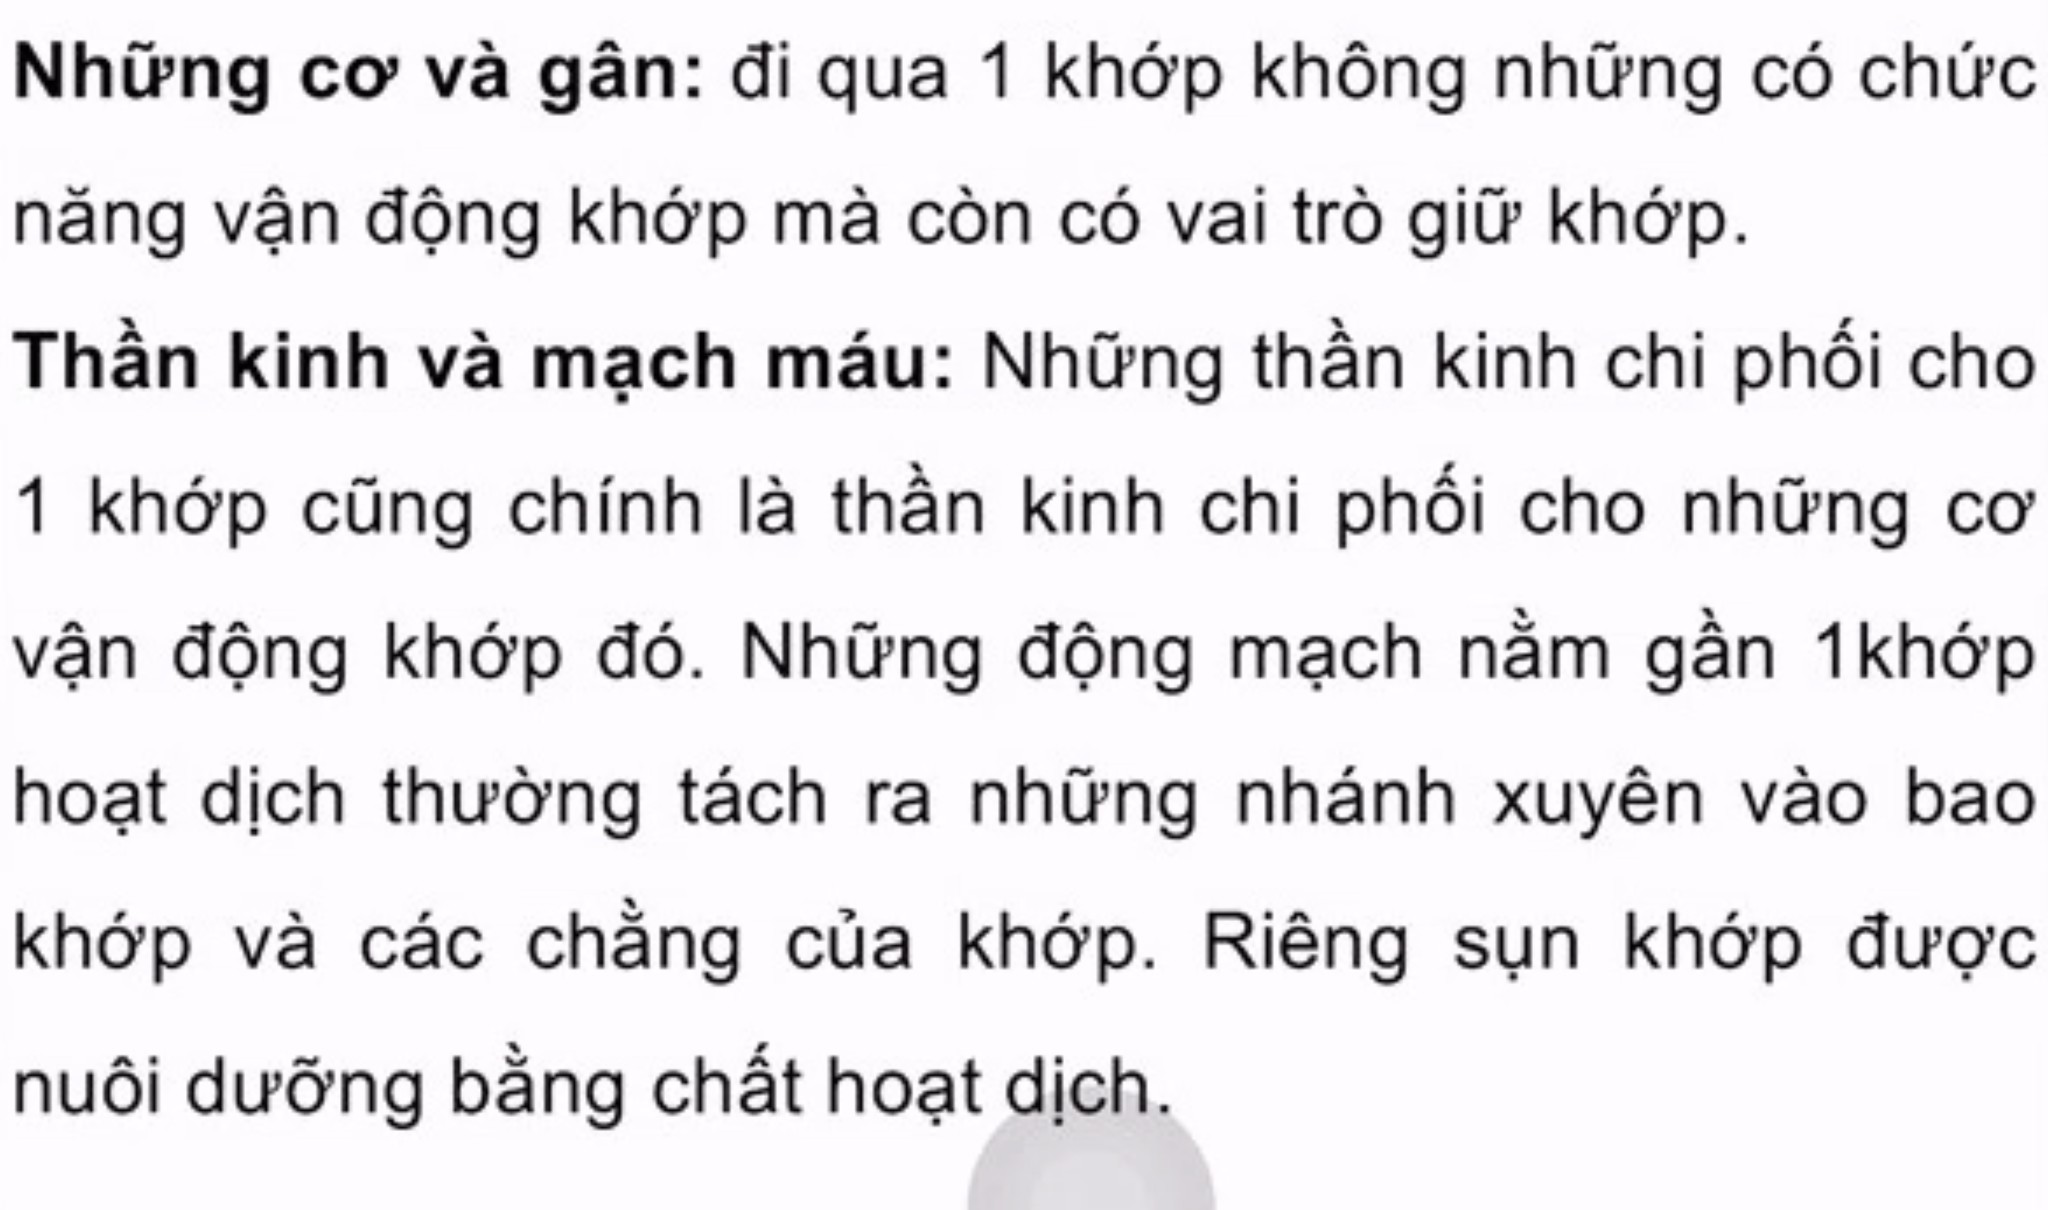 Những cơ và gân: đi qua 1 khớp không những có chức
năng vận động khớp mà còn có vai trò giữ khớp.
Thần kinh và mạch máu: Những thần kinh chi phối cho
1 khớp cũng chính là thần kinh chi phối cho những cơ
vận động khớp đó. Những động mạch nằm gần 1khớp
hoạt dịch thường tách ra những nhánh xuyên vào bao
khớp và các chằng của khớp. Riêng sụn khớp được
nuôi dưỡng bằng chất hoạt dịch.